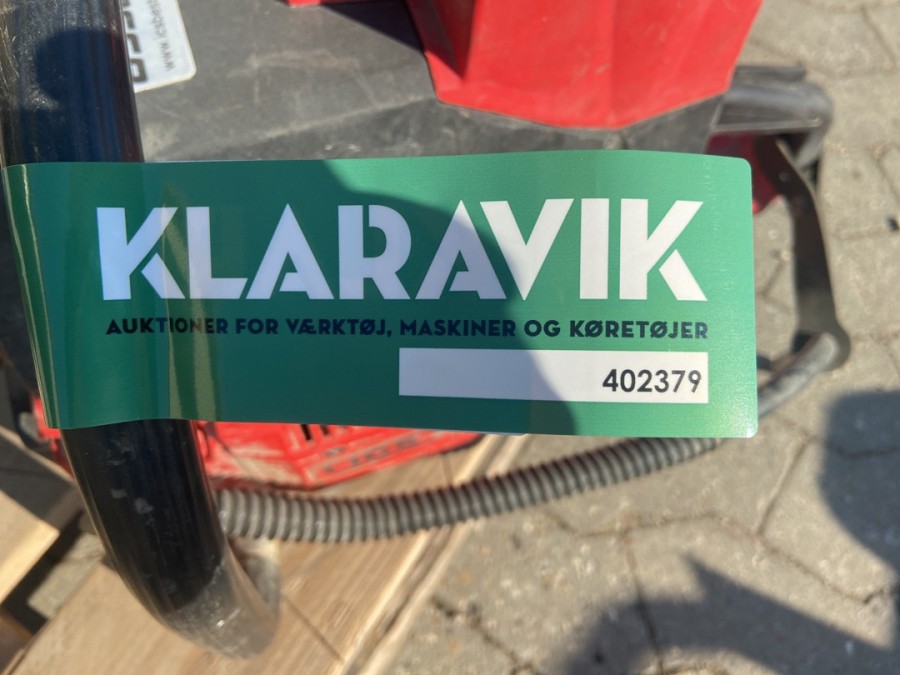 KLARAVIK
AUKTIONER FOR VÆRKTØJ, MASKINER OG KØRETØJER
402379